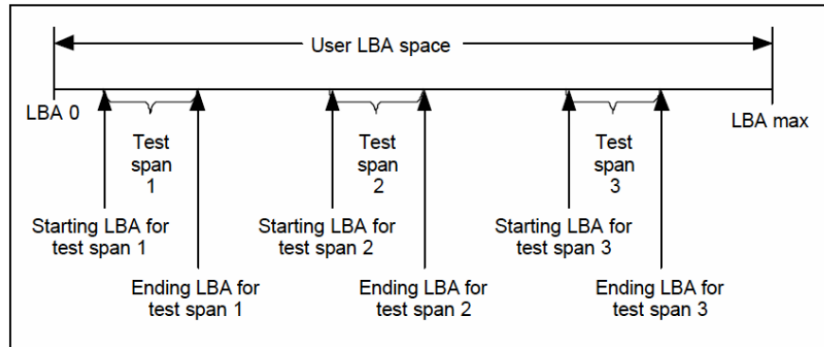 User LBA space
LBA 0
LBA max
Test
span
1
Test
span
2
Test
span
3
Starting LBA for
test span 1
Starting LBA for
test span 2
Starting LBA for
test span 3
Ending LBA for
test span 1
Ending LBA for
test span 2
Ending LBA for
test span 3